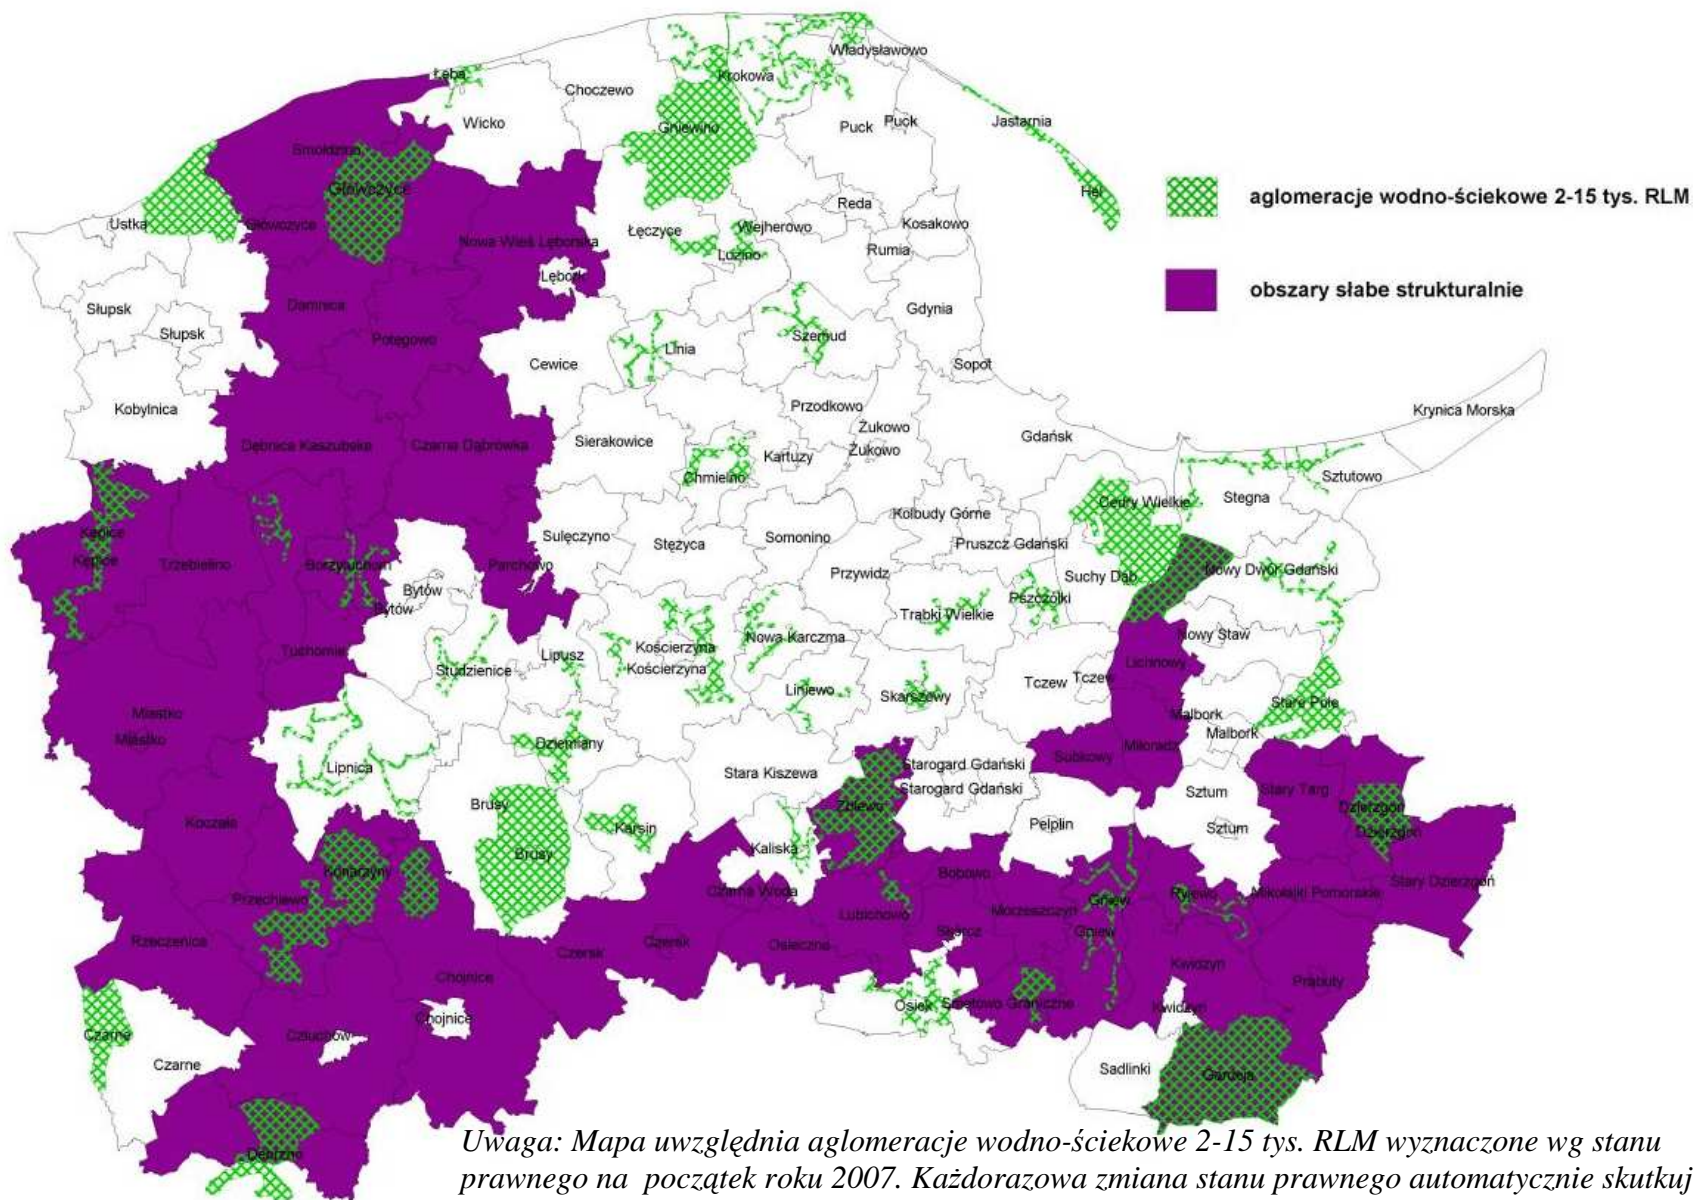 Władysławowo
Łeba
Krokowa
Choczewo
Wicko
Puck
Puck
Jastarnia
Gniewino
Smołdzino
Główczyce
Hel
aglomeracje wodno-ściekowe 2-15 tys. RLM
Reda
Ustka
Główczyce
Łęczyce
Wejherowo
Kosakowo
Nowa Wieś Lęborska
Luzino
Rumia
Lębork
obszary słabe strukturalnie
Słupsk
Damnica
Gdynia
Słupsk
Potęgowo
Szemud
Linia
Cewice
Sopot
Kobylnica
Przodkowo
Krynica Morska
Dębnica Kaszubska
Czarna Dąbrówka
Sierakowice
Żukowo
Gdańsk
Żukowo
Kartuzy
Chmielno
Sztutowo
Cedry Wielkie
Stegna
Kolbudy Górne
Kępice
Sulęczyno
Stężyca
Somonino
Pruszcz Gdański
Kępice
Trzebielino
Borzytuchom
Parchowo
Przywidz
Suchy Dąb
Nowy Dwór Gdański
Bytów
Bytów
Pszczółki
Trąbki Wielkie
Nowa Karczma
Nowy Staw
Tuchomie
Lipusz
Kościerzyna
Kościerzyna
Studzienice
Lichnowy
Tczew
Tczew
Liniewo
Skarszewy
Stare Pole
Miastko
Malbork
Miastko
Dziemiany
Malbork
Miłoradz
Subkowy
Lipnica
Stara Kiszewa
Starogard Gdański
Starogard Gdański
Stary Targ
Sztum
Brusy
Zblewo
Dzierzgoń
Koczała
Karsin
Pelplin
Sztum
Dzierzgoń
Brusy
Kaliska
Konarzyny
Bobowo
Stary Dzierzgoń
Przechlewo
Czarna Woda
Mikołajki Pomorskie
Ryjewo
Gniew
Lubichowo
Morzeszczyn
Rzeczenica
Czersk
Czersk
Osieczna
Skórcz
Gniew
Kwidzyn
Chojnice
Prabuty
Osiek
Smętowo Graniczne
Kwidzyn
Chojnice
Czarne
Człuchów
Czarne
Sadlinki
Gardeja
Debrzno
Uwaga: Mapa uwzględnia aglomeracje wodno-ściekowe 2-15 tys. RLM wyznaczone wg stanu
prawnego na początek roku 2007. Każdorazowa zmiana stanu prawnego automatycznie skutkuj